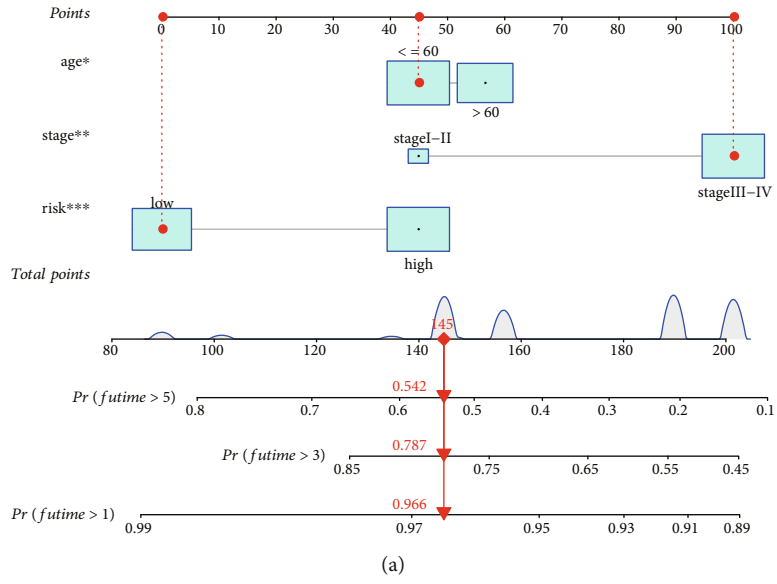 Points
0 10 20 30 40 50 60 70 80 90 100
<= 60
age*
> 60
stage**
stageI−II
stageIII−IV
risk***
low
high
Total points
145
80 100 120 140 160 180 200
0.542
Pr (futime > 5)
0.8 0.7 0.6 0.5 0.4 0.3 0.2 0.1
0.787
Pr (futime > 3)
0.85 0.75 0.65 0.55 0.45
0.966
Pr (futime > 1)
0.99 0.97 0.95 0.93 0.91 0.89
(a)